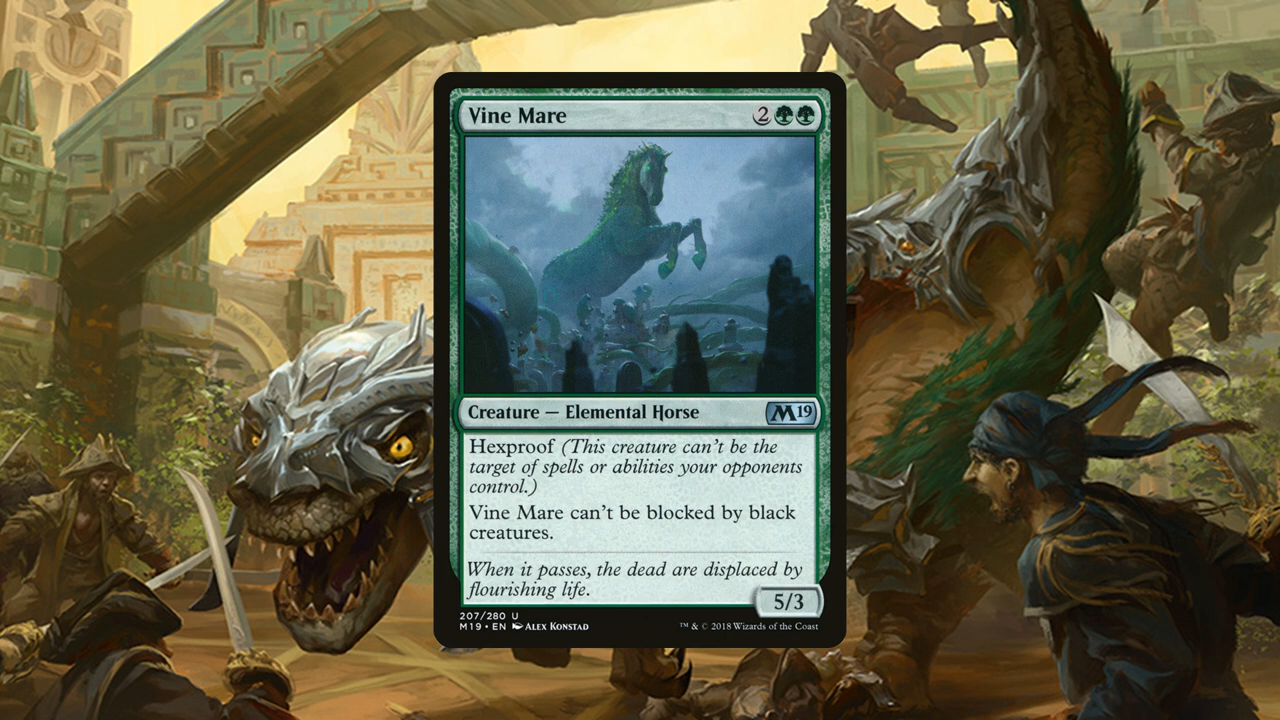 Vine Mare 2
Creature — Elemental Horse M19
Hexproof (This creature can't be the
target of spells or abilities your opponents
control.)
Vine Mare can't be blocked by black
creatures.
When it passes, the dead are displaced by
flourishing life.
5/3
207/280 U
M19 • EN ALEX KONSTAD
™ & © 2018 Wizards of the Coast